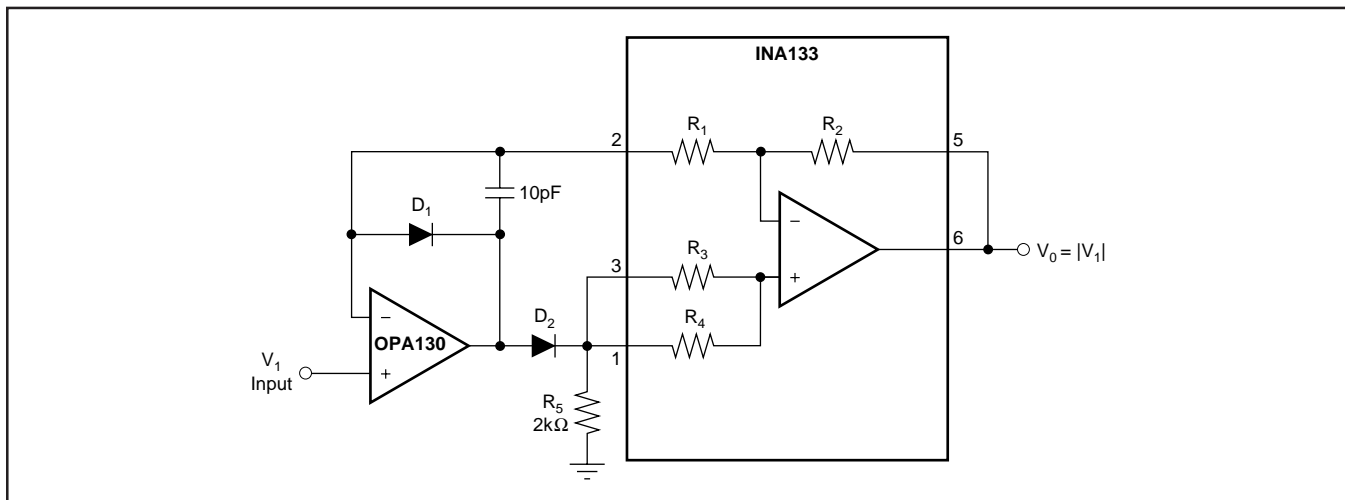 INA133
2
R1
R2
5
10pF
D1
−
3
R3
6
V0 = |V1|
+
R4
−
OPA130
D2
V1
Input
+
1
R5
2kΩ